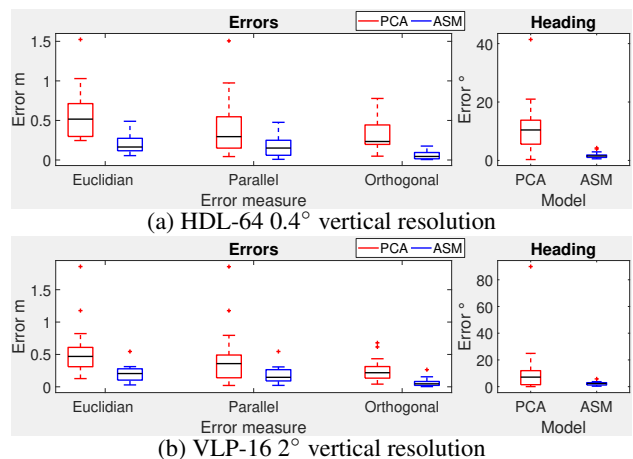 Errors
PCA ASM
Heading
Error m
1.5
1
0.5
0
Euclidian Parallel Orthogonal
Error measure
Error °
40
20
0
PCA ASM
Model
(a) HDL-64 0.4° vertical resolution
Errors
PCA ASM
Heading
Error m
1.5
1
0.5
0
Euclidian Parallel Orthogonal
Error measure
Error °
80
60
40
20
0
PCA ASM
Model
(b) VLP-16 2° vertical resolution